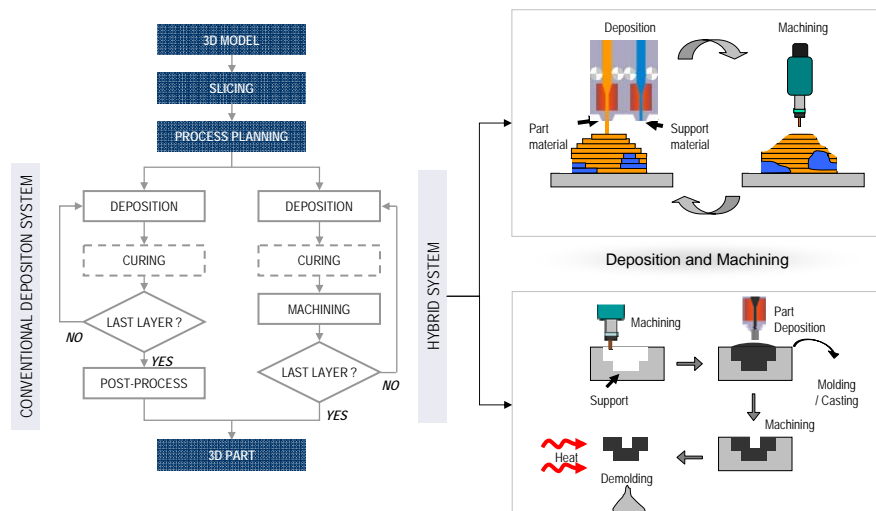 3D MODEL
SLICING
PROCESS PLANNING
CONVENTIONAL DEPOSITON SYSTEM
DEPOSITION
CURING
LAST LAYER ?
NO
YES
POST-PROCESS
DEPOSITION
CURING
MACHINING
LAST LAYER ?
NO
YES
3D PART
HYBRID SYSTEM
Deposition
Machining
Part
material
Support
material
Deposition and Machining
Machining
Support
Part
Deposition
Molding
/ Casting
Machining
Heat
Demolding